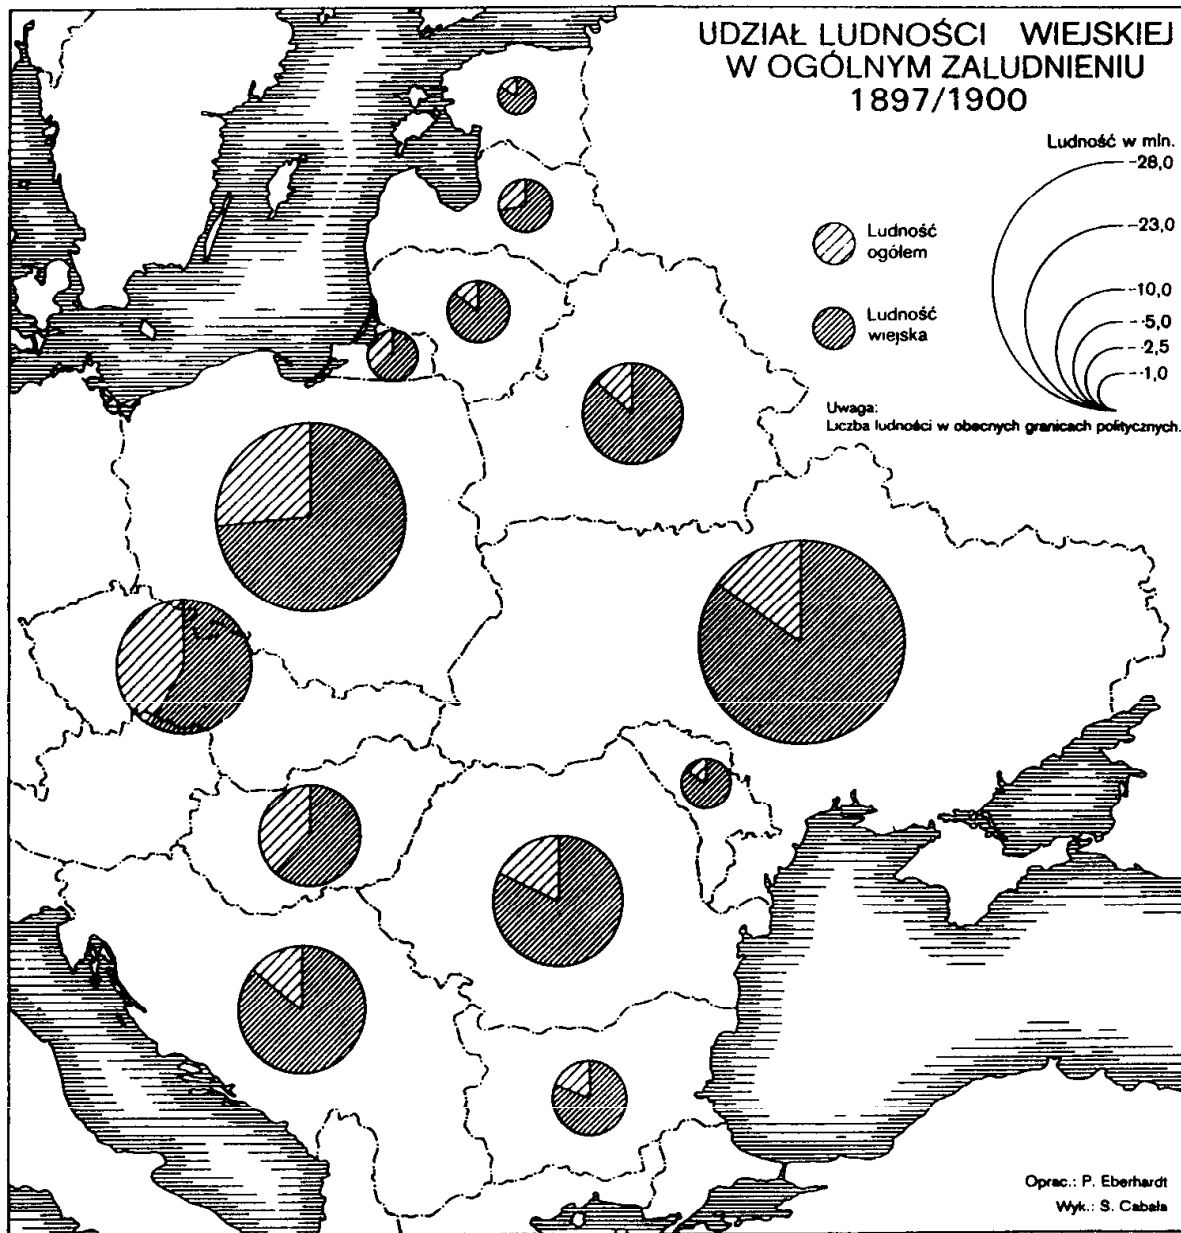 UDZIAŁ LUDNOŚCI WIEJSKIEJ
W OGÓLNYM ZALUDNIENIU
1897/1900
Ludność w mln.
28,0
23,0
10,0
5,0
2,5
1,0
Ludność
ogółem
Ludność
wiejska
Uwaga:
Liczba ludności w obecnych granicach politycznych.
Oprac.: P. Eberhardt
Wyk.: S. Cabała